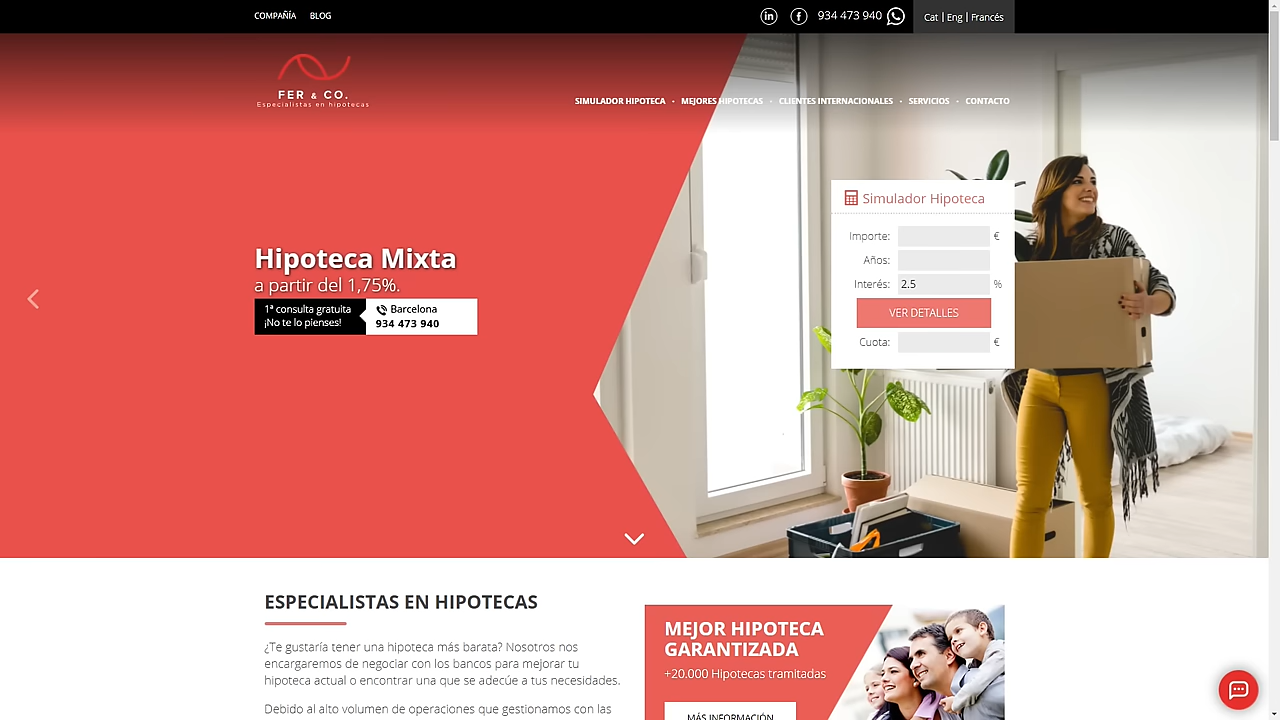 COMPAÑÍA BLOG
934 473 940
Cat | Eng | Francés
FER & CO.
Especialistas en hipotecas
SIMULADOR HIPOTECA · MEJORES HIPOTECAS · CLIENTES INTERNACIONALES · SERVICIOS · CONTACTO
Hipoteca Mixta
a partir del 1,75%.
1ª consulta gratuita
¡No te lo pienses!
Barcelona
934 473 940
Simulador Hipoteca
Importe: €
Años:
Interés: 2.5 %
VER DETALLES
Cuota: €
ESPECIALISTAS EN HIPOTECAS
¿Te gustaría tener una hipoteca más barata? Nosotros nos
encargaremos de negociar con los bancos para mejorar tu
hipoteca actual o encontrar una que se adecúe a tus necesidades.
Debido al alto volumen de operaciones que gestionamos con las
MEJOR HIPOTECA
GARANTIZADA
+20.000 Hipotecas tramitadas
MÁS INFORMACIÓN